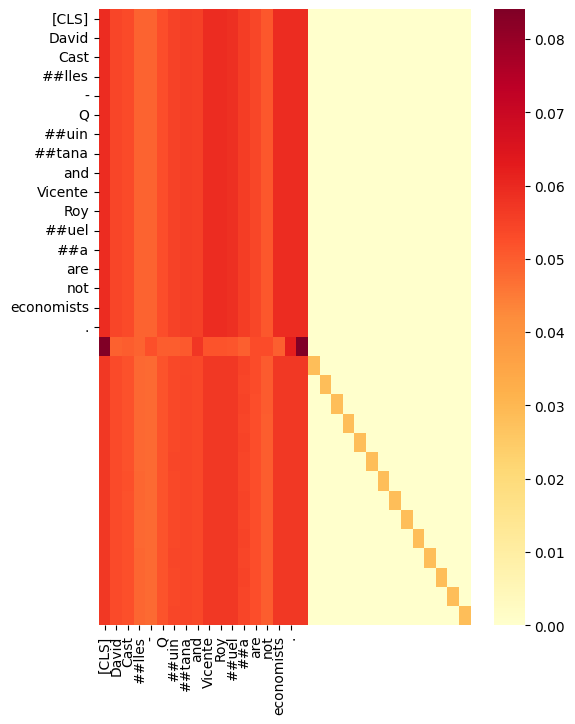 [CLS]
David
Cast
##lles
-
Q
##uin
##tana
and
Vicente
Roy
##uel
##a
are
not
economists
.
0.08
0.07
0.06
0.05
0.04
0.03
0.02
0.01
0.00
[CLS]
David
Cast
##lles
-
Q
##uin
##tana
and
Vicente
Roy
##uel
##a
are
not
economists
.